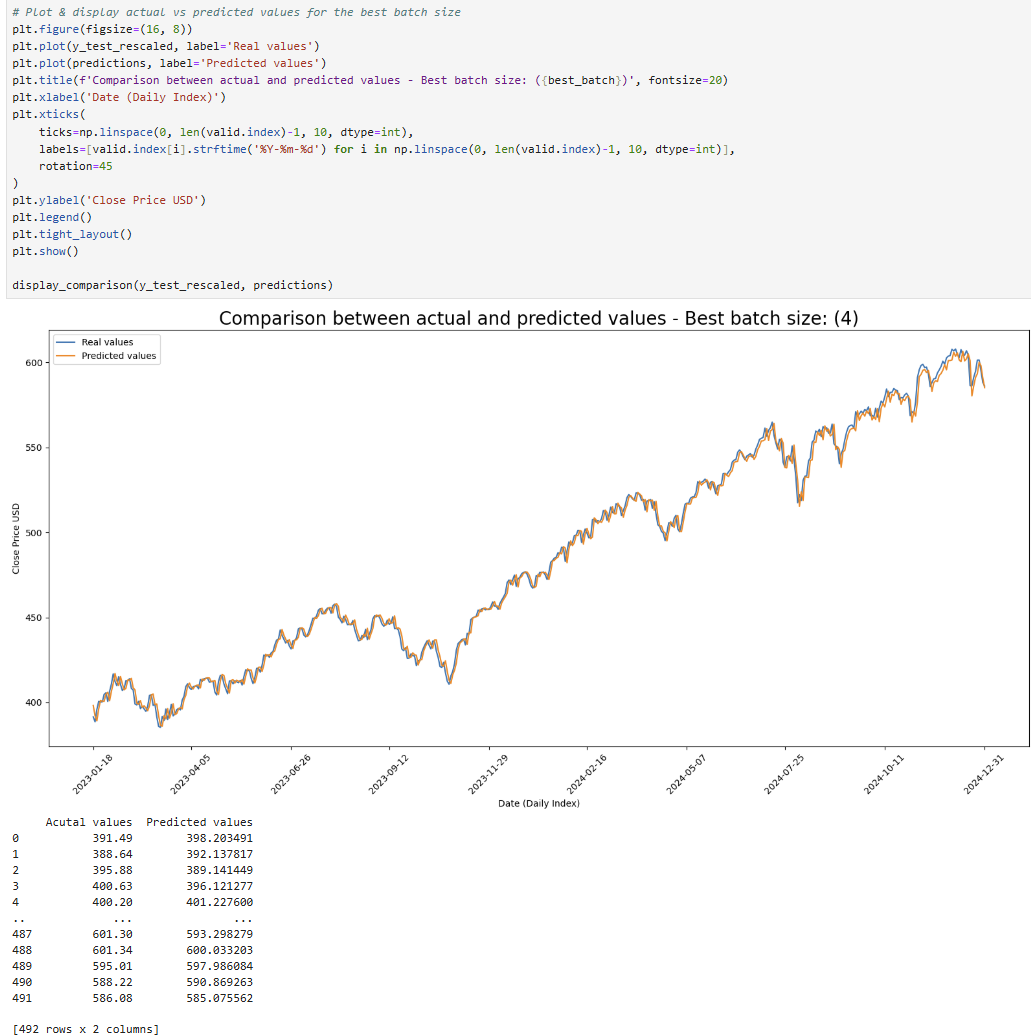 # Plot & display actual vs predicted values for the best batch size
plt.figure(figsize=(16, 8))
plt.plot(y_test_rescaled, label='Real values')
plt.plot(predictions, label='Predicted values')
plt.title(f'Comparison between actual and predicted values - Best batch size: ({best_batch})', fontsize=20)
plt.xlabel('Date (Daily Index)')
plt.xticks(
    ticks=np.linspace(0, len(valid.index)-1, 10, dtype=int),
    labels=[valid.index[i].strftime('%Y-%m-%d') for i in np.linspace(0, len(valid.index)-1, 10, dtype=int)],
    rotation=45
)
plt.ylabel('Close Price USD')
plt.legend()
plt.tight_layout()
plt.show()

display_comparison(y_test_rescaled, predictions)
Comparison between actual and predicted values - Best batch size: (4)
Real values
Predicted values
600
550
500
450
400
Close Price USD
2023-01-18
2023-04-05
2023-06-26
2023-09-12
2023-11-29
2024-02-16
2024-05-07
2024-07-25
2024-10-11
2024-12-31
Date (Daily Index)
Acutal values  Predicted values
0           391.49        398.203491
1           388.64        392.137817
2           395.88        389.141449
3           400.63        396.121277
4           400.20        401.227600
..             ...               ...
487         601.30        593.298279
488         601.34        600.033203
489         595.01        597.986084
490         588.22        590.869263
491         586.08        585.075562

[492 rows x 2 columns]